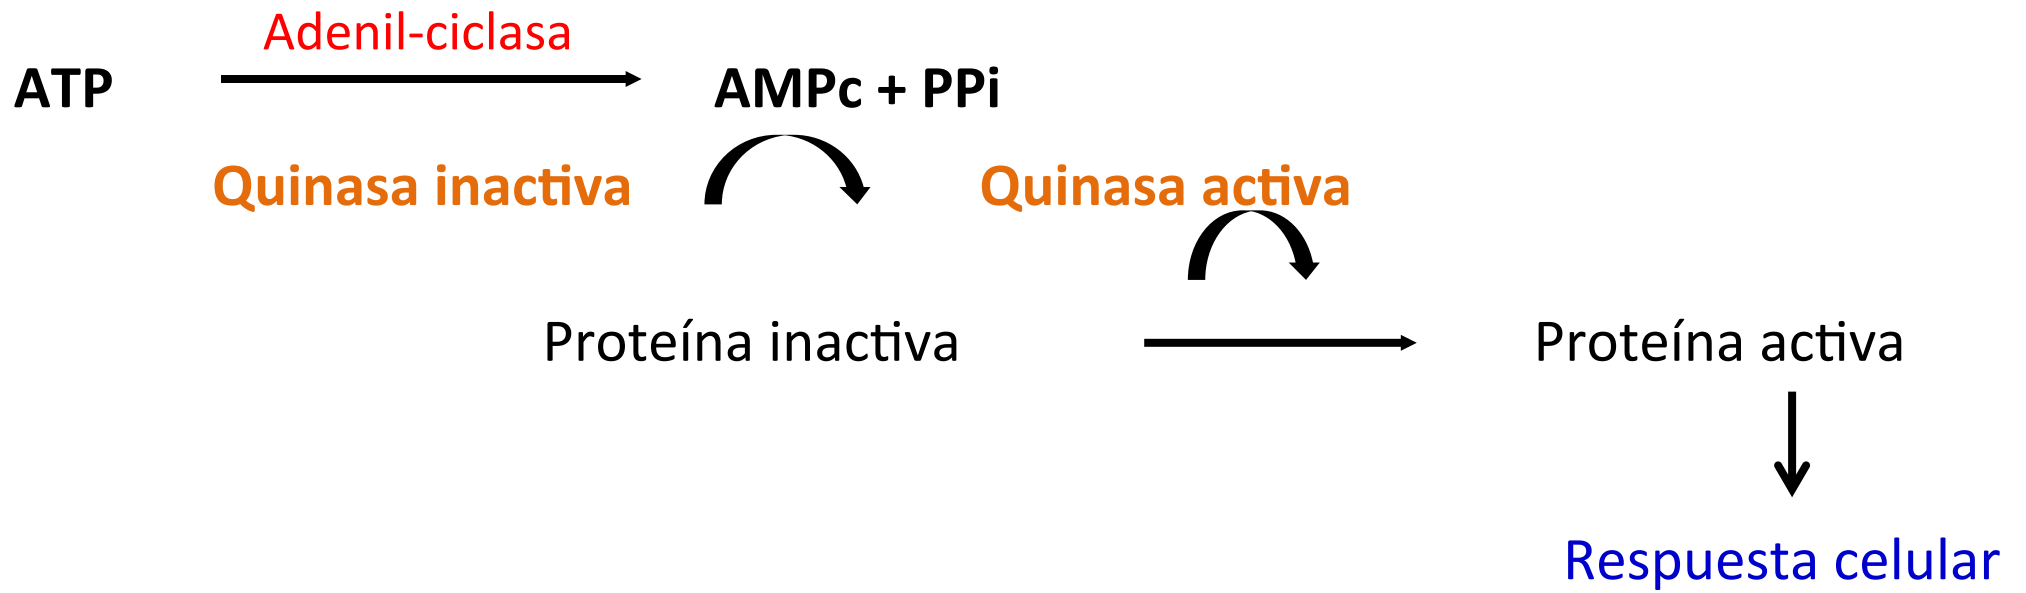 Adenil-ciclasa
ATP AMPc + PPi
Quinasa inactiva Quinasa activa
Proteína inactiva Proteína activa
Respuesta celular